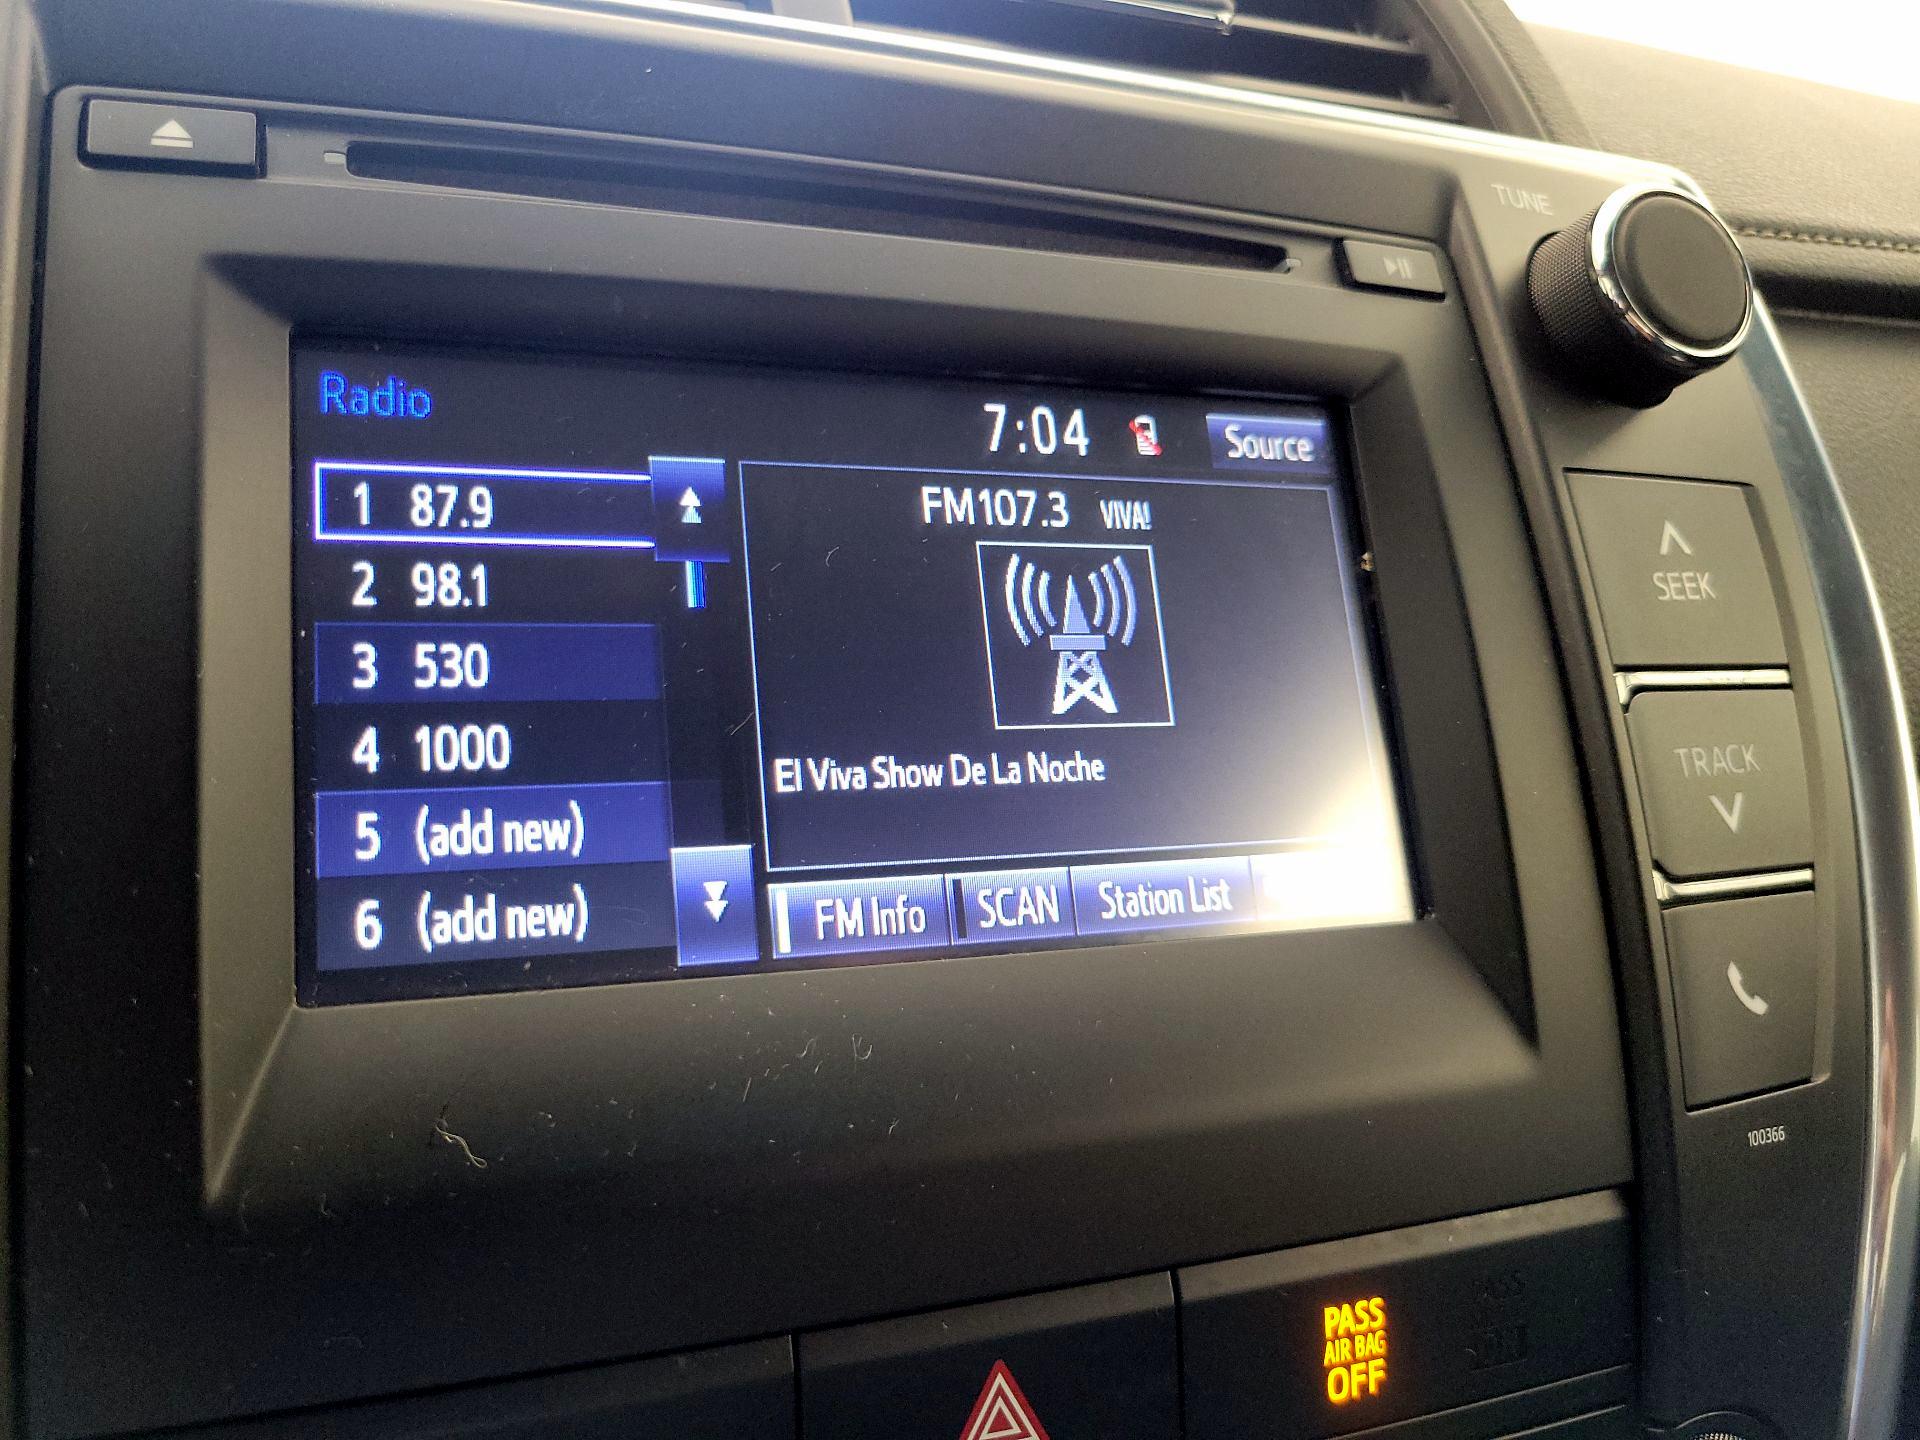 TUNE
Radio
7:04
Source
1 87.9
2 98.1
3 530
4 1000
5 (add new)
6 (add new)
FM107.3 VIVA!
El Viva Show De La Noche
FM Info
SCAN
Station List
SEEK
TRACK
100366
PASS
AIR BAG
OFF